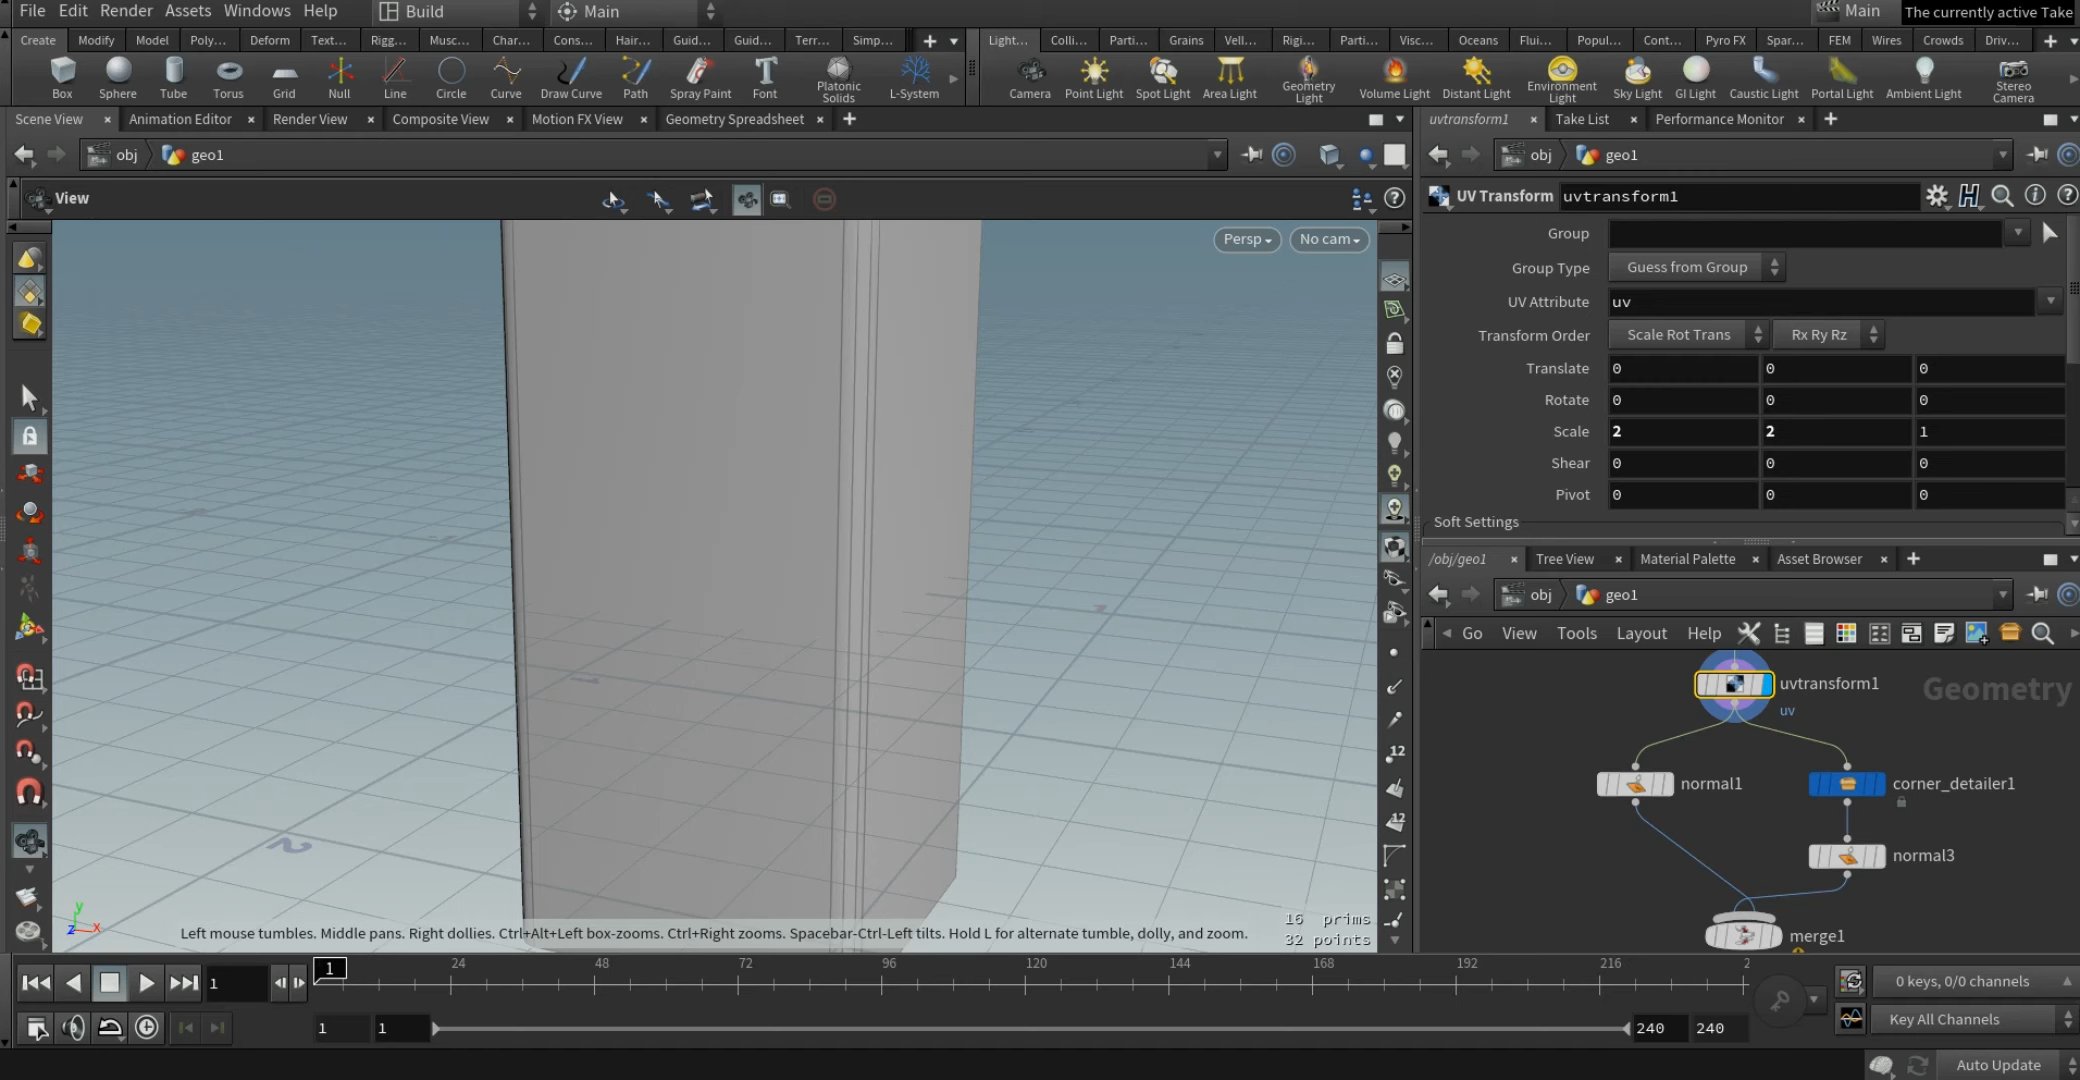 File Edit Render Assets Windows Help Build Main Main The currently active Take
Create Modify Model Poly... Deform Text... Rigg... Musc... Char... Cons... Hair... Guid... Guid... Terr... Simp... Light... Colli... Parti... Grains Vell... Rigi... Parti... Visc... Oceans Flui... Popul... Cont... Pyro FX Spar... FEM Wires Crowds Driv...
Box Sphere Tube Torus Grid Null Line Circle Curve Draw Curve Path Spray Paint Font Platonic Solids L-System Camera Point Light Spot Light Area Light Geometry Light Volume Light Distant Light Environment Light Sky Light GI Light Caustic Light Portal Light Ambient Light Stereo Camera
Scene View Animation Editor Render View Composite View Motion FX View Geometry Spreadsheet uvtransform1 Take List Performance Monitor
obj geo1 obj geo1
View
UV Transform uvtransform1
Persp No cam
Group
Group Type Guess from Group
UV Attribute uv
Transform Order Scale Rot Trans Rx Ry Rz
Translate 0 0 0
Rotate 0 0 0
Scale 2 2 1
Shear 0 0 0
Pivot 0 0 0
Soft Settings
/obj/geo1 Tree View Material Palette Asset Browser
obj geo1
Go View Tools Layout Help
uvtransform1
Geometry
uv
normal1 corner_detailer1
normal3
merge1
12
12
1
2
1
y
z x
16 prims
32 points
Left mouse tumbles. Middle pans. Right dollies. Ctrl+Alt+Left box-zooms. Ctrl+Right zooms. Spacebar-Ctrl-Left tilts. Hold L for alternate tumble, dolly, and zoom.
1 1 24 48 72 96 120 144 168 192 216 2
0 keys, 0/0 channels
1 1 240 240 Key All Channels
Auto Update